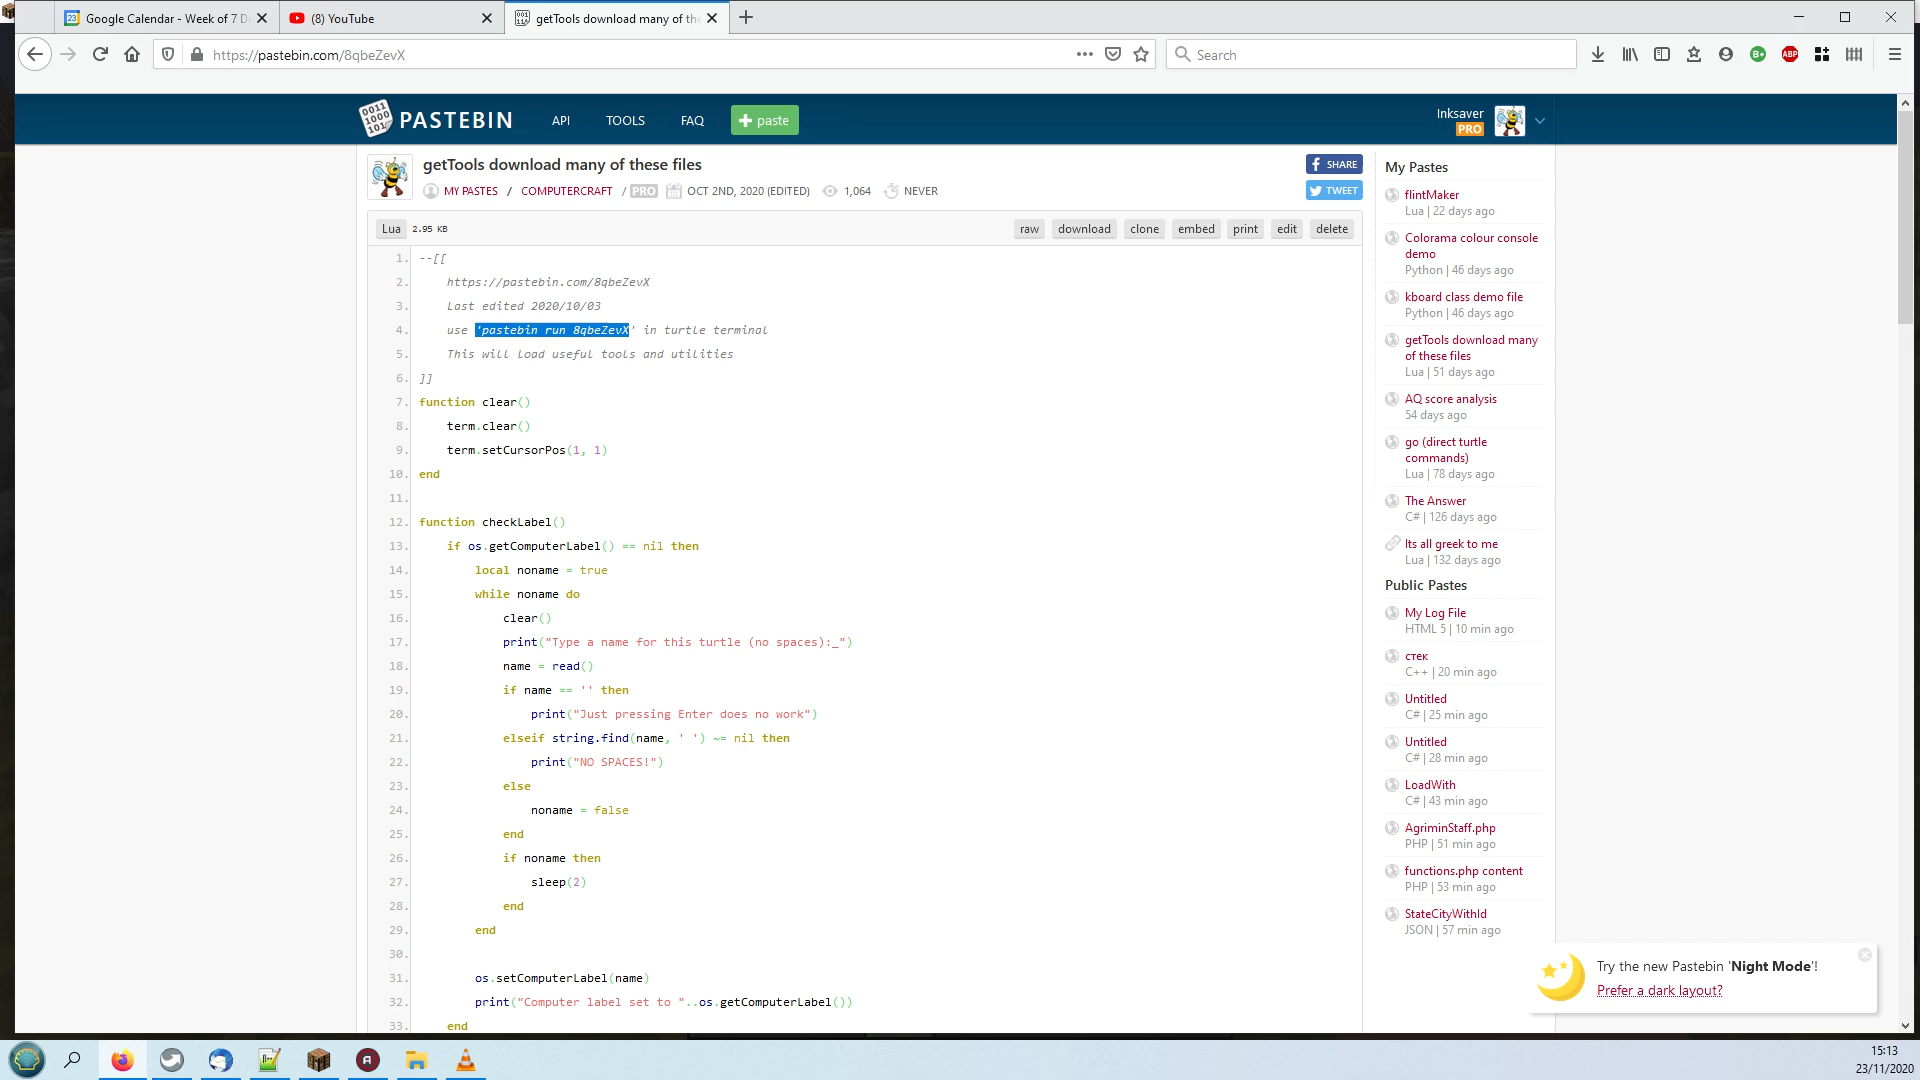 Google Calendar - Week of 7 D
(8) YouTube
getTools download many of the
https://pastebin.com/8qbeZevX
Search
PASTEBIN
API
TOOLS
FAQ
paste
Inksaver
PRO
getTools download many of these files
MY PASTES / COMPUTERCRAFT / PRO OCT 2ND, 2020 (EDITED) 1,064 NEVER
SHARE
TWEET
Lua 2.95 KB
raw download clone embed print edit delete
1. --[[
2. https://pastebin.com/8qbeZevX
3. Last edited 2020/10/03
4. use 'pastebin run 8qbeZevX' in turtle terminal
5. This will load useful tools and utilities
6. ]]
7. function clear()
8. term.clear()
9. term.setCursorPos(1, 1)
10. end
11.
12. function checkLabel()
13. if os.getComputerLabel() == nil then
14. local noname = true
15. while noname do
16. clear()
17. print("Type a name for this turtle (no spaces):_")
18. name = read()
19. if name == '' then
20. print("Just pressing Enter does no work")
21. elseif string.find(name, ' ') ~= nil then
22. print("NO SPACES!")
23. else
24. noname = false
25. end
26. if noname then
27. sleep(2)
28. end
29. end
30.
31. os.setComputerLabel(name)
32. print("Computer label set to "..os.getComputerLabel())
33. end
My Pastes
flintMaker
Lua | 22 days ago
Colorama colour console
demo
Python | 46 days ago
kboard class demo file
Python | 46 days ago
getTools download many
of these files
Lua | 51 days ago
AQ score analysis
54 days ago
go (direct turtle
commands)
Lua | 78 days ago
The Answer
C# | 126 days ago
Its all greek to me
Lua | 132 days ago
Public Pastes
My Log File
HTML 5 | 10 min ago
стек
C++ | 20 min ago
Untitled
C# | 25 min ago
Untitled
C# | 28 min ago
LoadWith
C# | 43 min ago
AgriminStaff.php
PHP | 51 min ago
functions.php content
PHP | 53 min ago
StateCityWithId
JSON | 57 min ago
Try the new Pastebin 'Night Mode'!
Prefer a dark layout?
15:13
23/11/2020